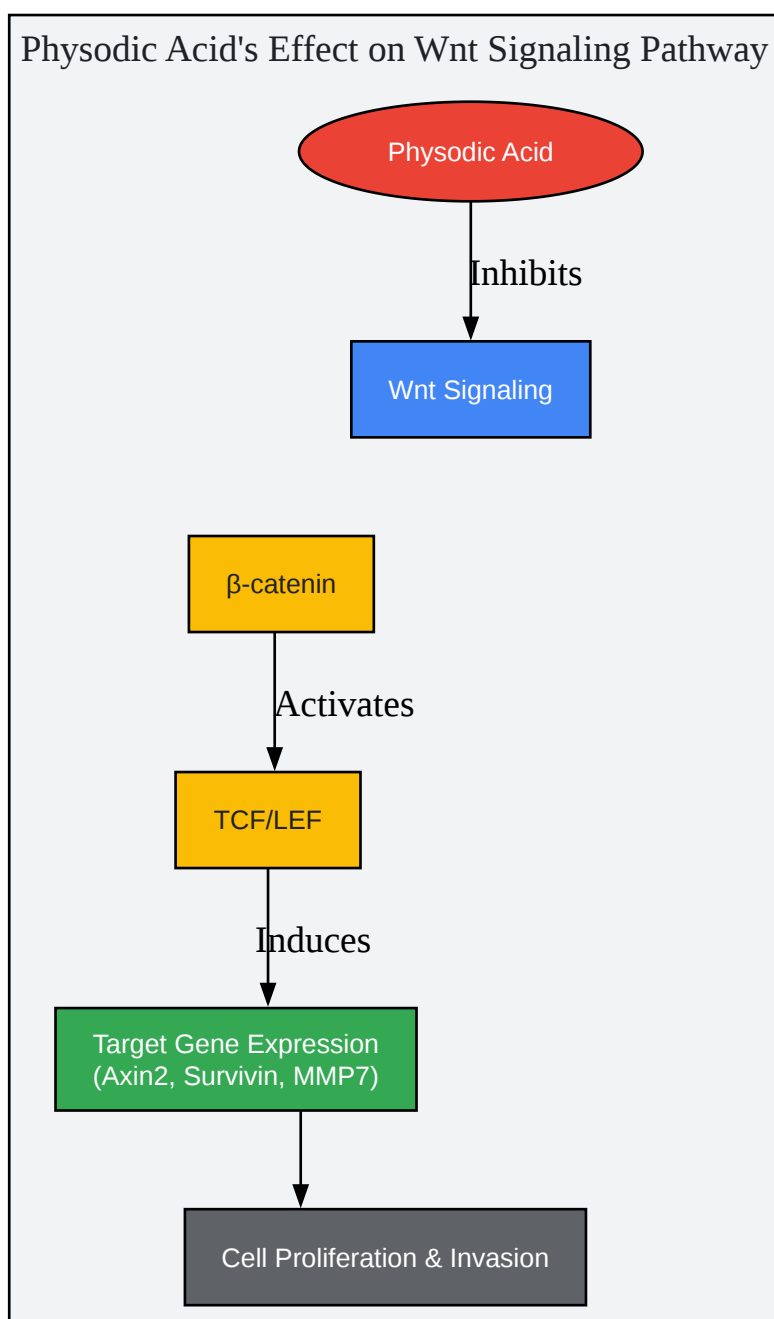 Physodic Acid's Effect on Wnt Signaling Pathway
Physodic Acid
Inhibits
Wnt Signaling
β-catenin
Activates
TCF/LEF
Induces
Target Gene Expression
(Axin2, Survivin, MMP7)
Cell Proliferation & Invasion